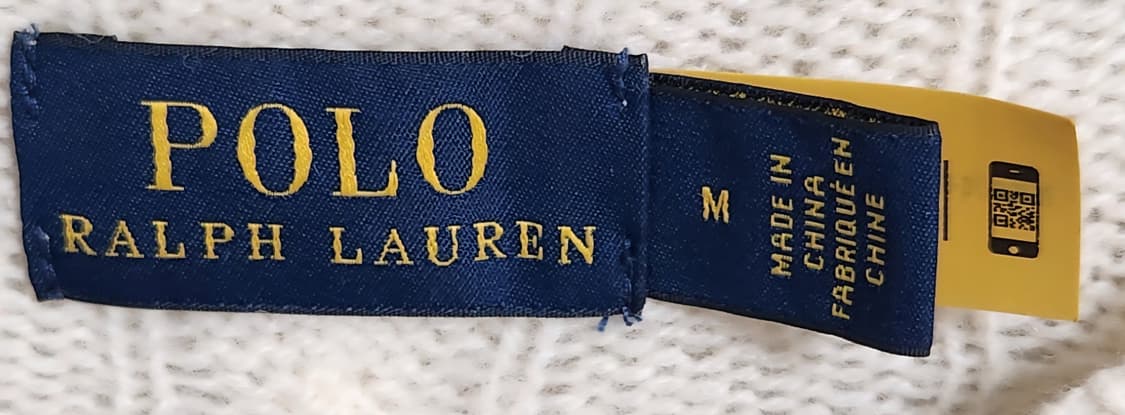 POLO
RALPH LAUREN
M
MADE IN
CHINA
FABRIQUÉ EN
CHINE